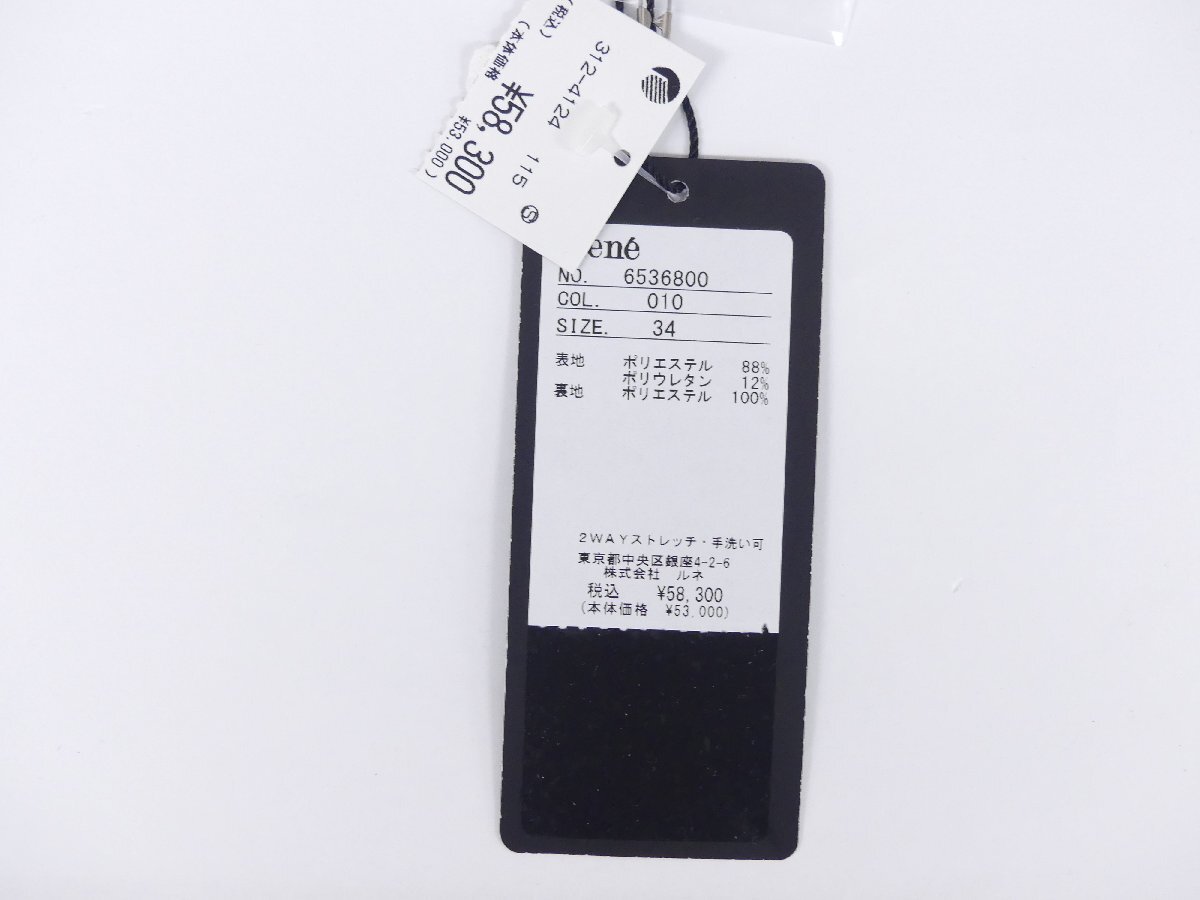 312-4124 115 S
(税込) ¥58,300
(本体価格 ¥53,000)
ené
NO. 6536800
COL. 010
SIZE. 34
表地 ポリエステル 88%
ポリウレタン 12%
裏地 ポリエステル 100%
2WAYストレッチ・手洗い可
東京都中央区銀座4-2-6
株式会社 ルネ
税込 ¥58,300
(本体価格 ¥53,000)